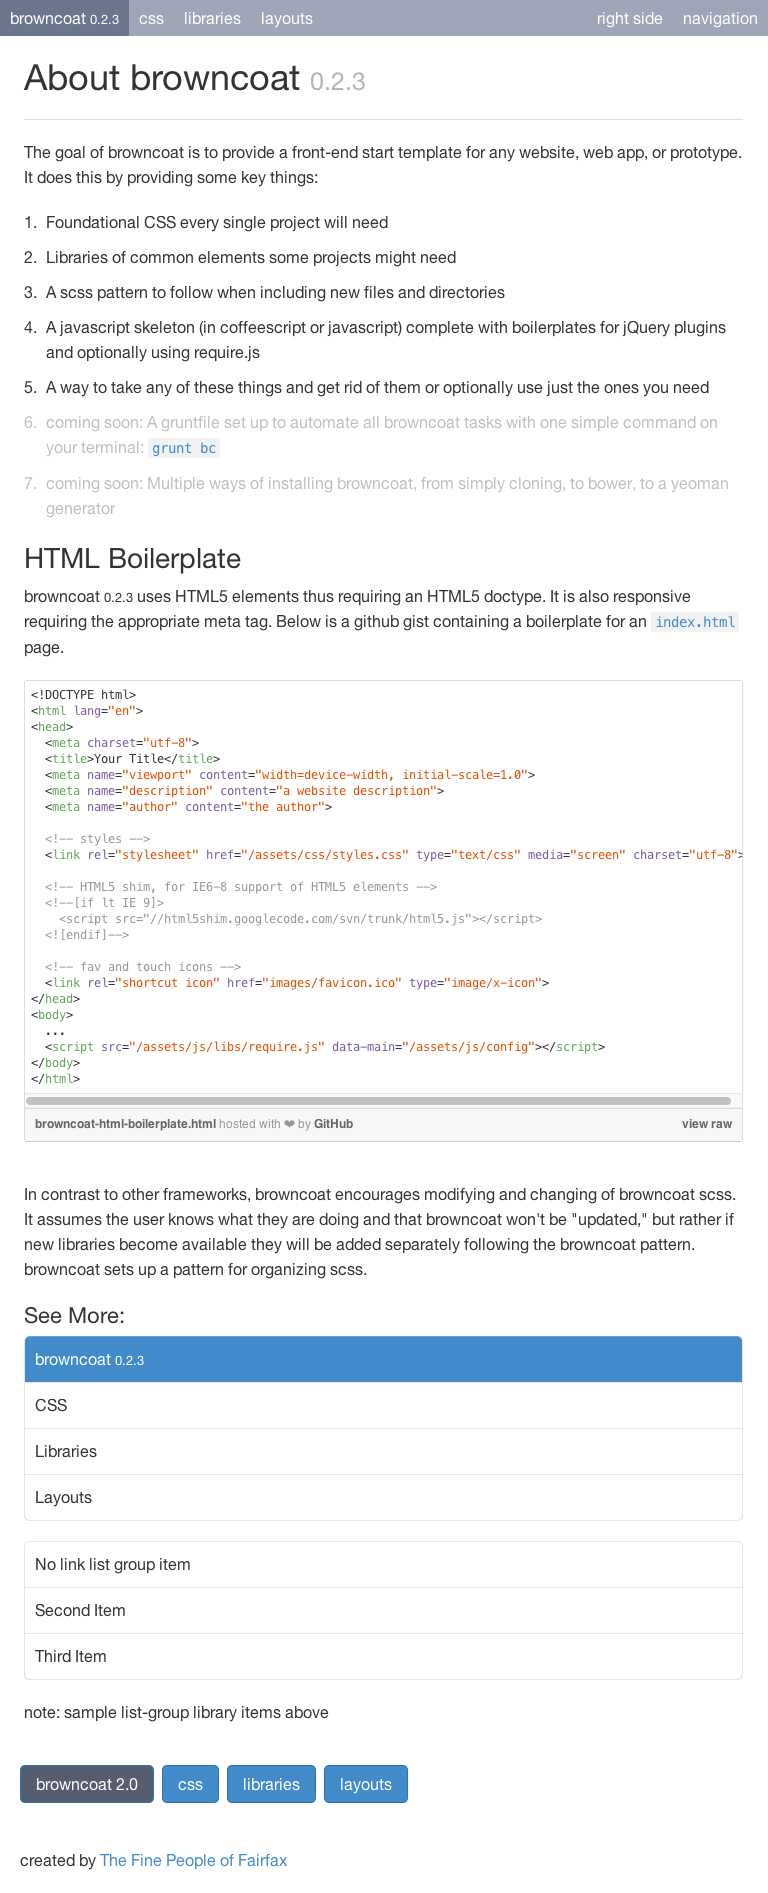 browncoat 0.2.3 css libraries layouts right side navigation
About browncoat 0.2.3
The goal of browncoat is to provide a front-end start template for any website, web app, or prototype.
It does this by providing some key things:
1. Foundational CSS every single project will need
2. Libraries of common elements some projects might need
3. A scss pattern to follow when including new files and directories
4. A javascript skeleton (in coffeescript or javascript) complete with boilerplates for jQuery plugins
and optionally using require.js
5. A way to take any of these things and get rid of them or optionally use just the ones you need
6. coming soon: A gruntfile set up to automate all browncoat tasks with one simple command on
your terminal: grunt bc
7. coming soon: Multiple ways of installing browncoat, from simply cloning, to bower, to a yeoman
generator
HTML Boilerplate
browncoat 0.2.3 uses HTML5 elements thus requiring an HTML5 doctype. It is also responsive
requiring the appropriate meta tag. Below is a github gist containing a boilerplate for an index.html
page.
<!DOCTYPE html>
<html lang="en">
<head>
  <meta charset="utf-8">
  <title>Your Title</title>
  <meta name="viewport" content="width=device-width, initial-scale=1.0">
  <meta name="description" content="a website description">
  <meta name="author" content="the author">
  <!-- styles -->
  <link rel="stylesheet" href="/assets/css/styles.css" type="text/css" media="screen" charset="utf-8">
  <!-- HTML5 shim, for IE6-8 support of HTML5 elements -->
  <!--[if lt IE 9]>
    <script src="//html5shim.googlecode.com/svn/trunk/html5.js"></script>
  <![endif]-->
  <!-- fav and touch icons -->
  <link rel="shortcut icon" href="images/favicon.ico" type="image/x-icon">
</head>
<body>
  ...
  <script src="/assets/js/libs/require.js" data-main="/assets/js/config"></script>
</body>
</html>
browncoat-html-boilerplate.html hosted with ❤ by GitHub view raw
In contrast to other frameworks, browncoat encourages modifying and changing of browncoat scss.
It assumes the user knows what they are doing and that browncoat won't be "updated," but rather if
new libraries become available they will be added separately following the browncoat pattern.
browncoat sets up a pattern for organizing scss.
See More:
browncoat 0.2.3
CSS
Libraries
Layouts
No link list group item
Second Item
Third Item
note: sample list-group library items above
browncoat 2.0 css libraries layouts
created by The Fine People of Fairfax